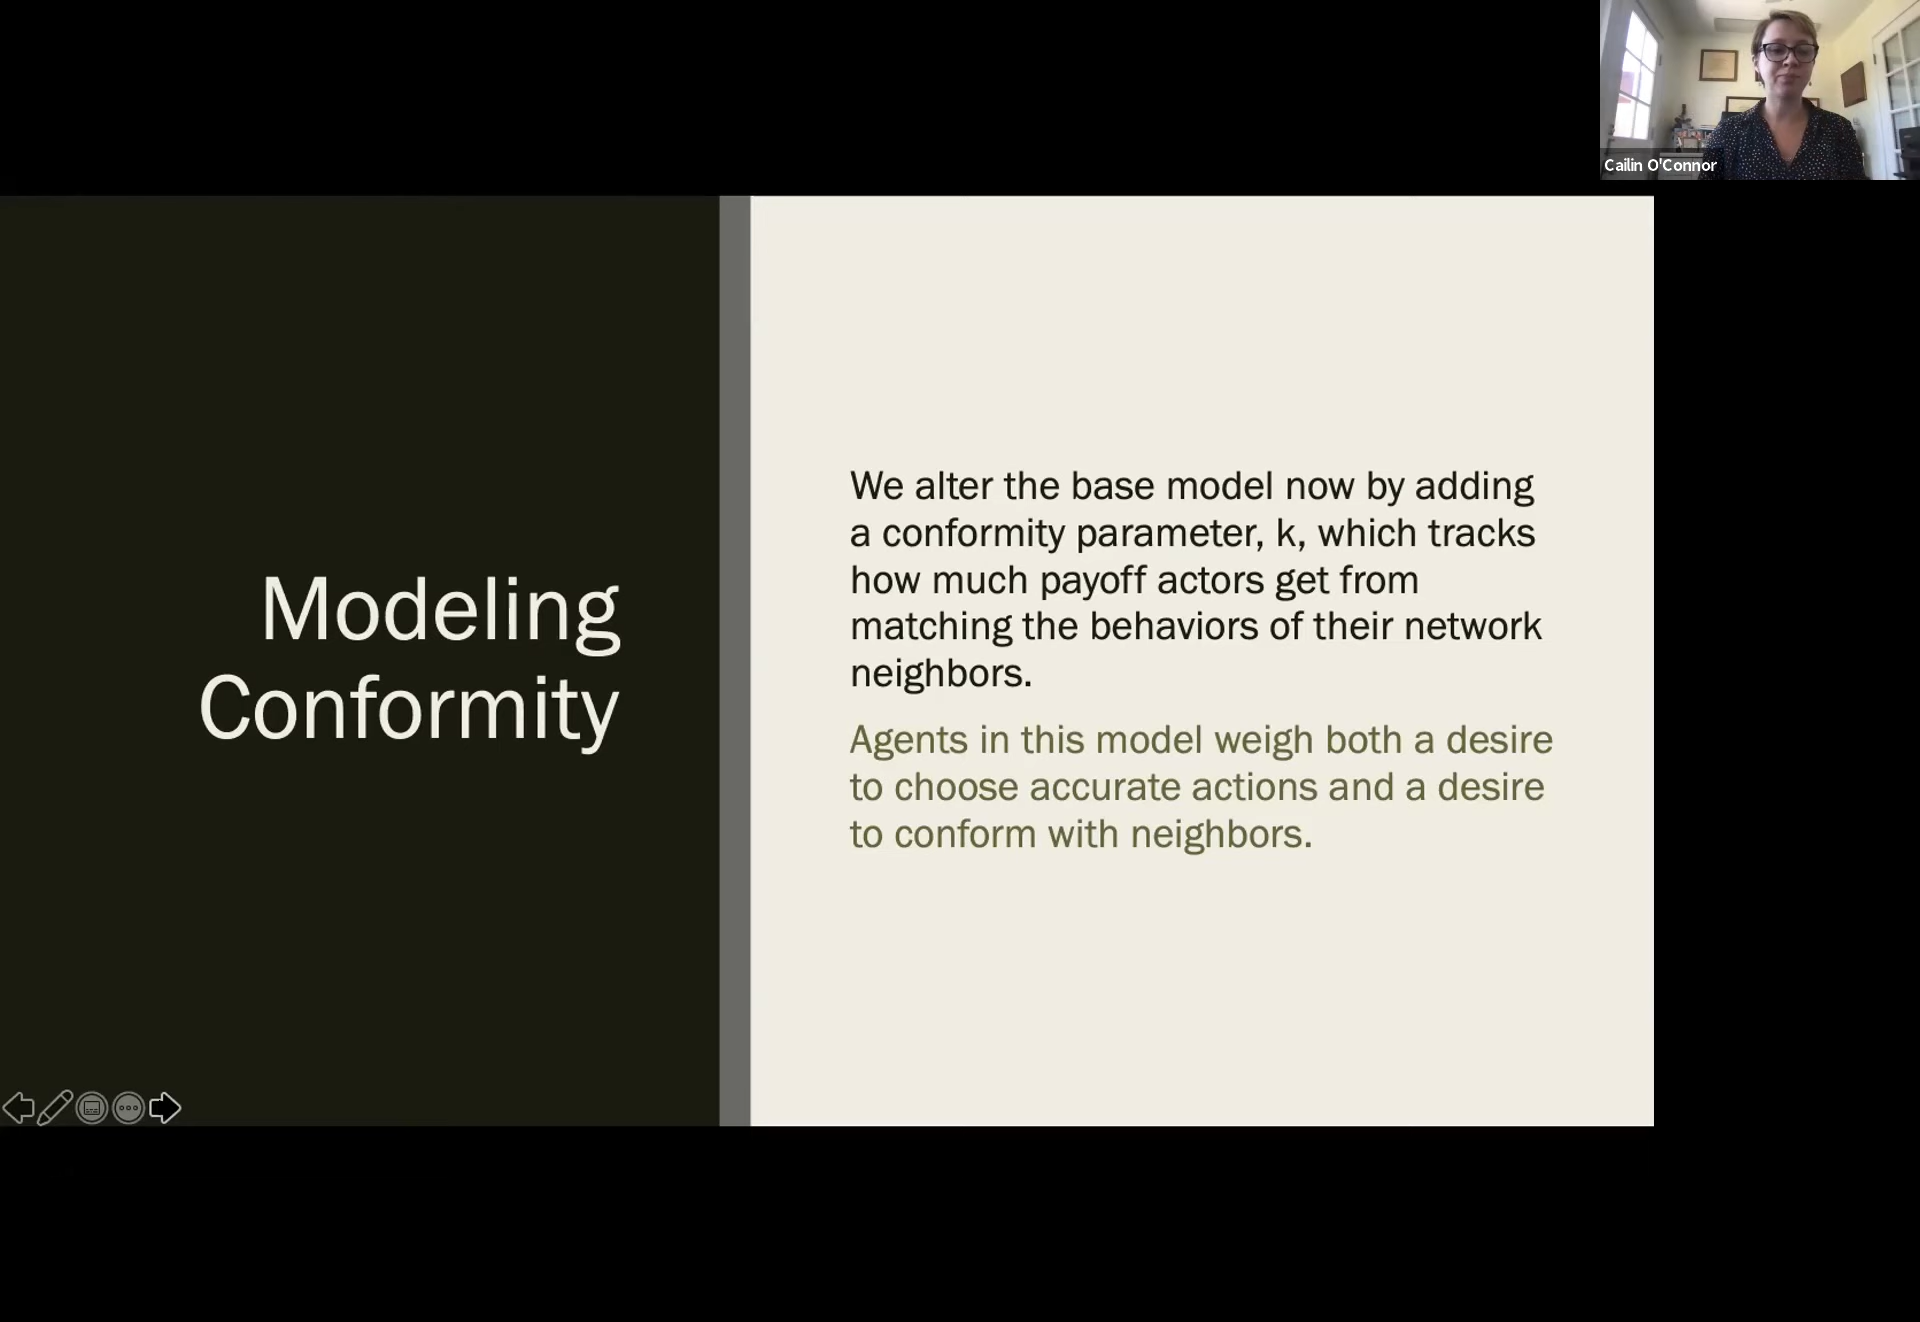 Cailin O'Connor
Modeling
Conformity
We alter the base model now by adding
a conformity parameter, k, which tracks
how much payoff actors get from
matching the behaviors of their network
neighbors.
Agents in this model weigh both a desire
to choose accurate actions and a desire
to conform with neighbors.